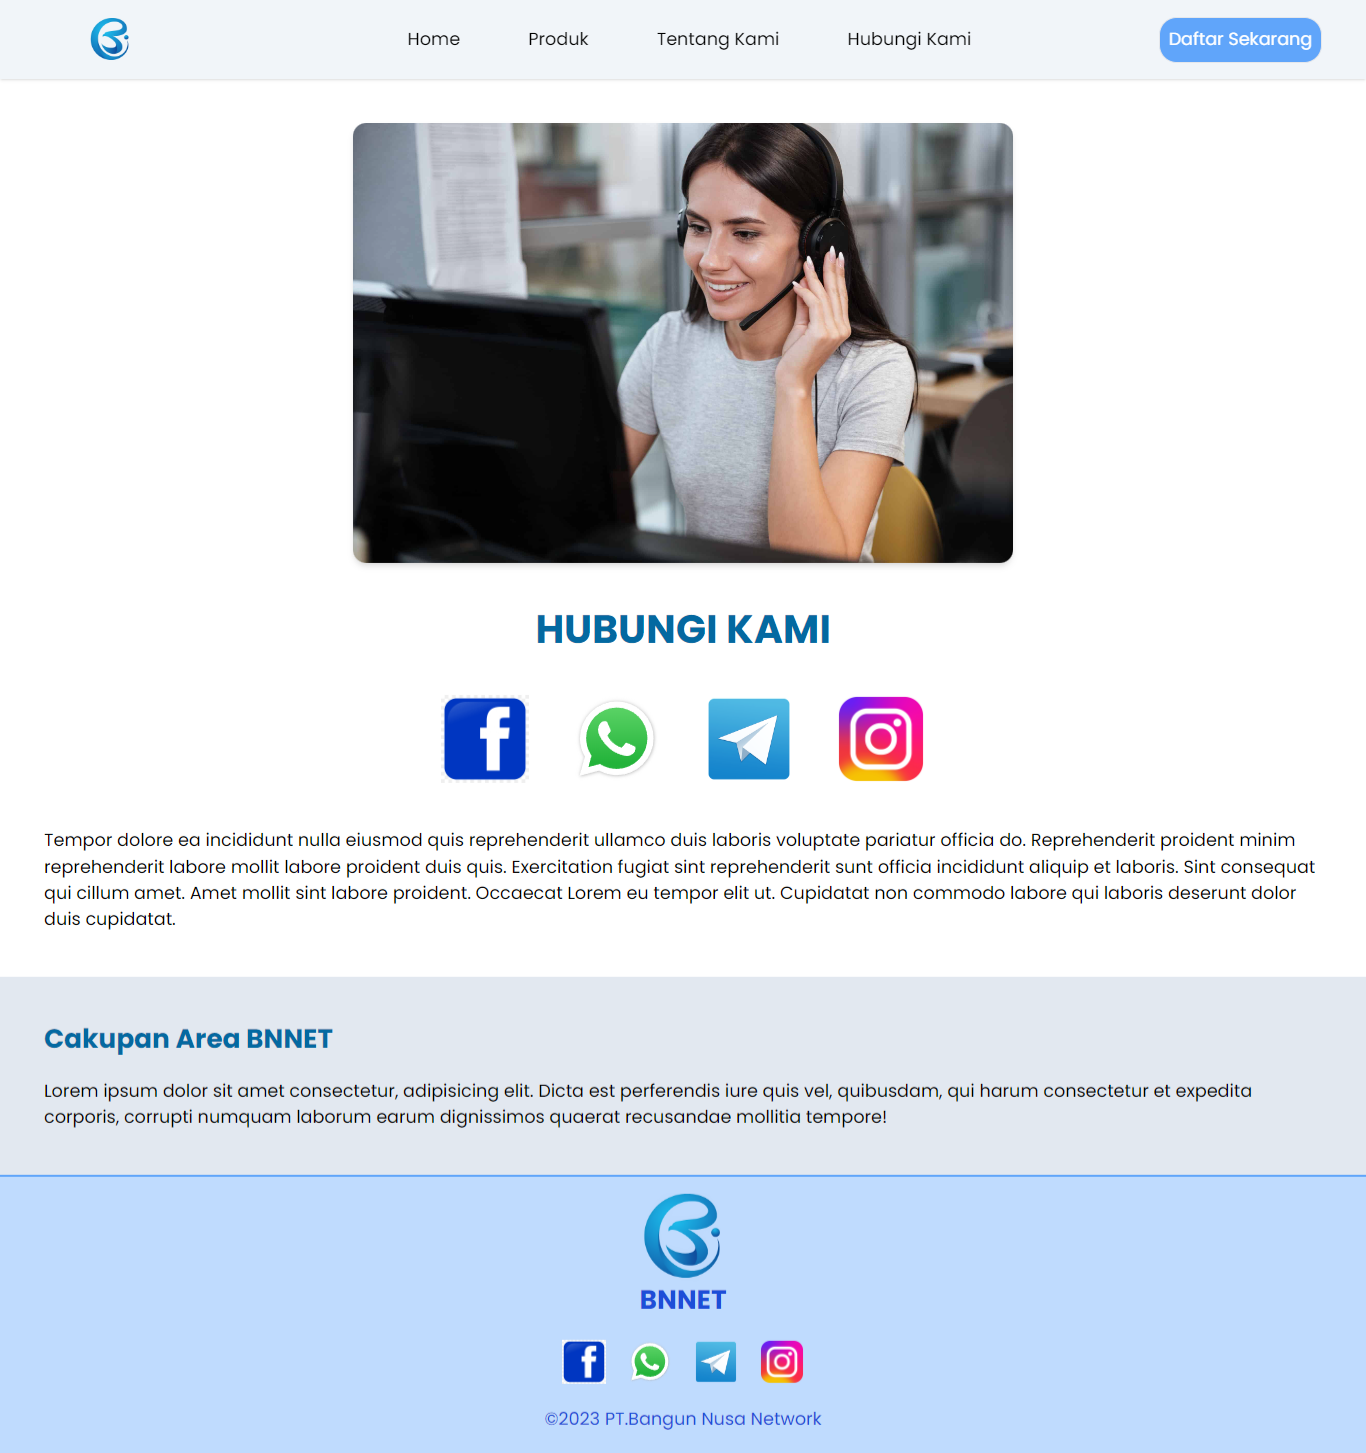 Home
Produk
Tentang Kami
Hubungi Kami
Daftar Sekarang
HUBUNGI KAMI
Tempor dolore ea incididunt nulla eiusmod quis reprehenderit ullamco duis laboris voluptate pariatur officia do. Reprehenderit proident minim
reprehenderit labore mollit labore proident duis quis. Exercitation fugiat sint reprehenderit sunt officia incididunt aliquip et laboris. Sint consequat
qui cillum amet. Amet mollit sint labore proident. Occaecat Lorem eu tempor elit ut. Cupidatat non commodo labore qui laboris deserunt dolor
duis cupidatat.
Cakupan Area BNNET
Lorem ipsum dolor sit amet consectetur, adipisicing elit. Dicta est perferendis iure quis vel, quibusdam, qui harum consectetur et expedita
corporis, corrupti numquam laborum earum dignissimos quaerat recusandae mollitia tempore!
BNNET
©2023 PT.Bangun Nusa Network